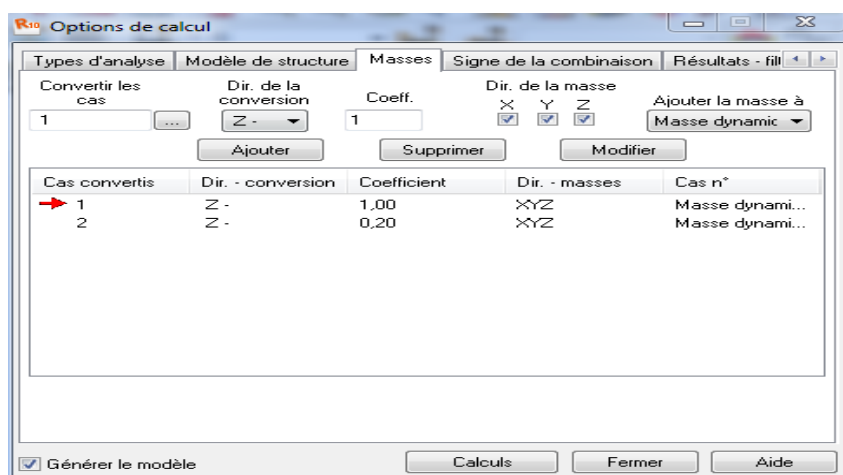 R10 Options de calcul
Types d'analyse Modèle de structure Masses Signe de la combinaison Résultats - filt
Convertir les cas Dir. de la conversion Coeff. Dir. de la masse X Y Z Ajouter la masse à
1 ... Z - 1 Masse dynamic
Ajouter Supprimer Modifier
Cas convertis Dir. - conversion Coefficient Dir. - masses Cas n°
1 Z - 1,00 XYZ Masse dynami...
2 Z - 0,20 XYZ Masse dynami...
Générer le modèle Calculs Fermer Aide